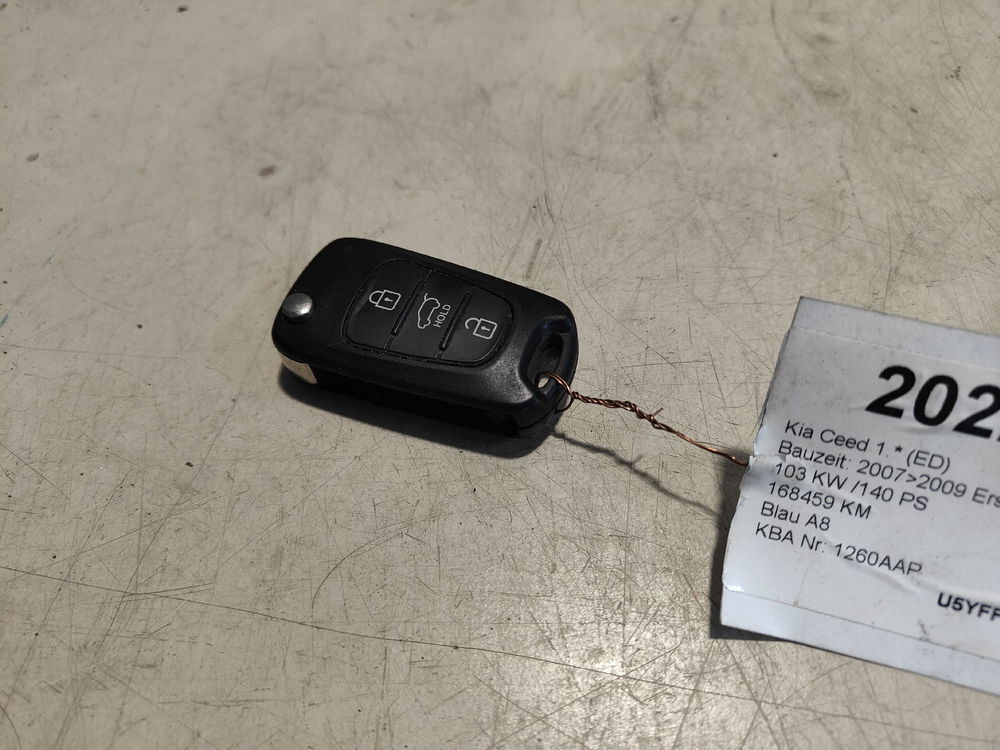 HOLD
202
Kia Ceed 1.* (ED)
Bauzeit: 2007>2009 Ers
103 KW /140 PS
168459 KM
Blau A8
KBA Nr: 1260AAP
U5YFF